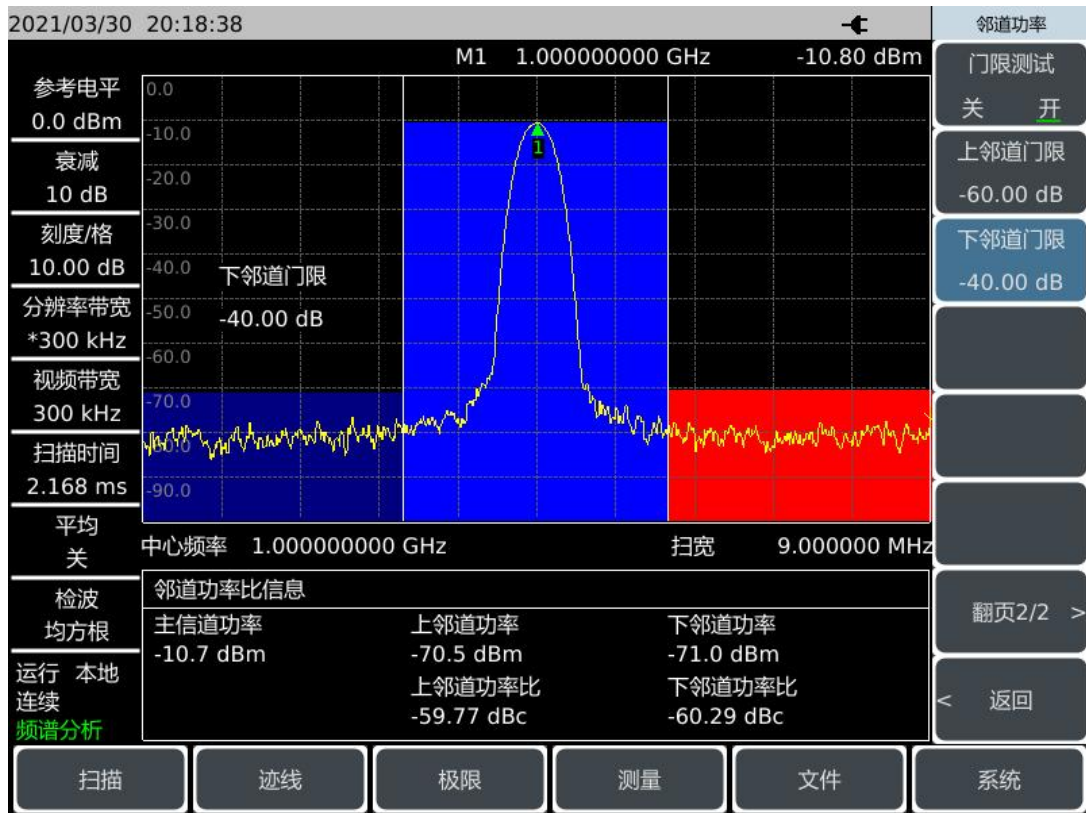 2021/03/30 20:18:38
邻道功率
M1 1.0000000000 GHz -10.80 dBm
参考电平
0.0 dBm
衰减
10 dB
刻度/格
10.00 dB
分辨率带宽
*300 kHz
视频带宽
300 kHz
扫描时间
2.168 ms
平均
关
检波
均方根
运行 本地
连续
频谱分析
0.0
-10.0
-20.0
-30.0
-40.0
-50.0
-60.0
-70.0
-80.0
-90.0
1
下邻道门限
-40.00 dB
中心频率 1.000000000 GHz 扫宽 9.000000 MHz
邻道功率比信息
主信道功率 上邻道功率 下邻道功率
-10.7 dBm -70.5 dBm -71.0 dBm
上邻道功率比 下邻道功率比
-59.77 dBc -60.29 dBc
门限测试
关 开
上邻道门限
-60.00 dB
下邻道门限
-40.00 dB
翻页2/2 >
< 返回
扫描 迹线 极限 测量 文件 系统